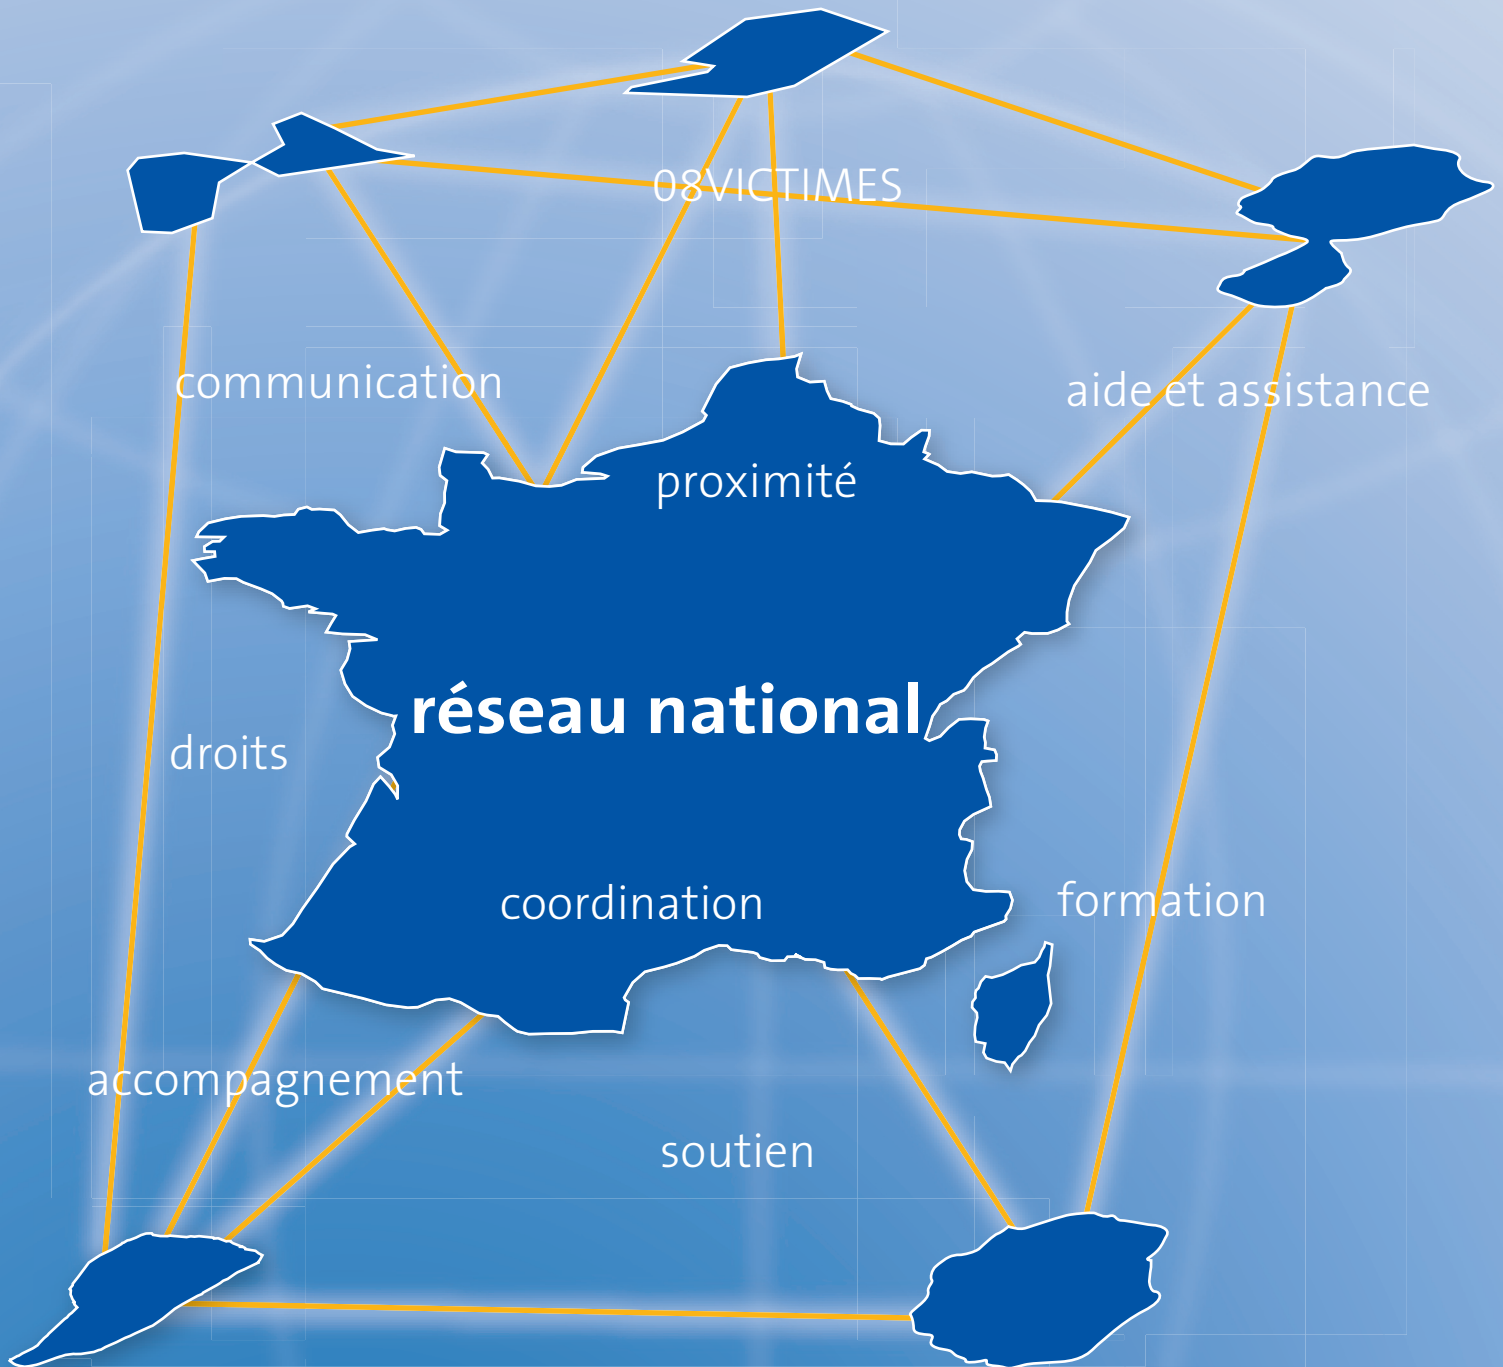 08VICTIMES
communication
aide et assistance
proximité
réseau national
droits
coordination
formation
accompagnement
soutien